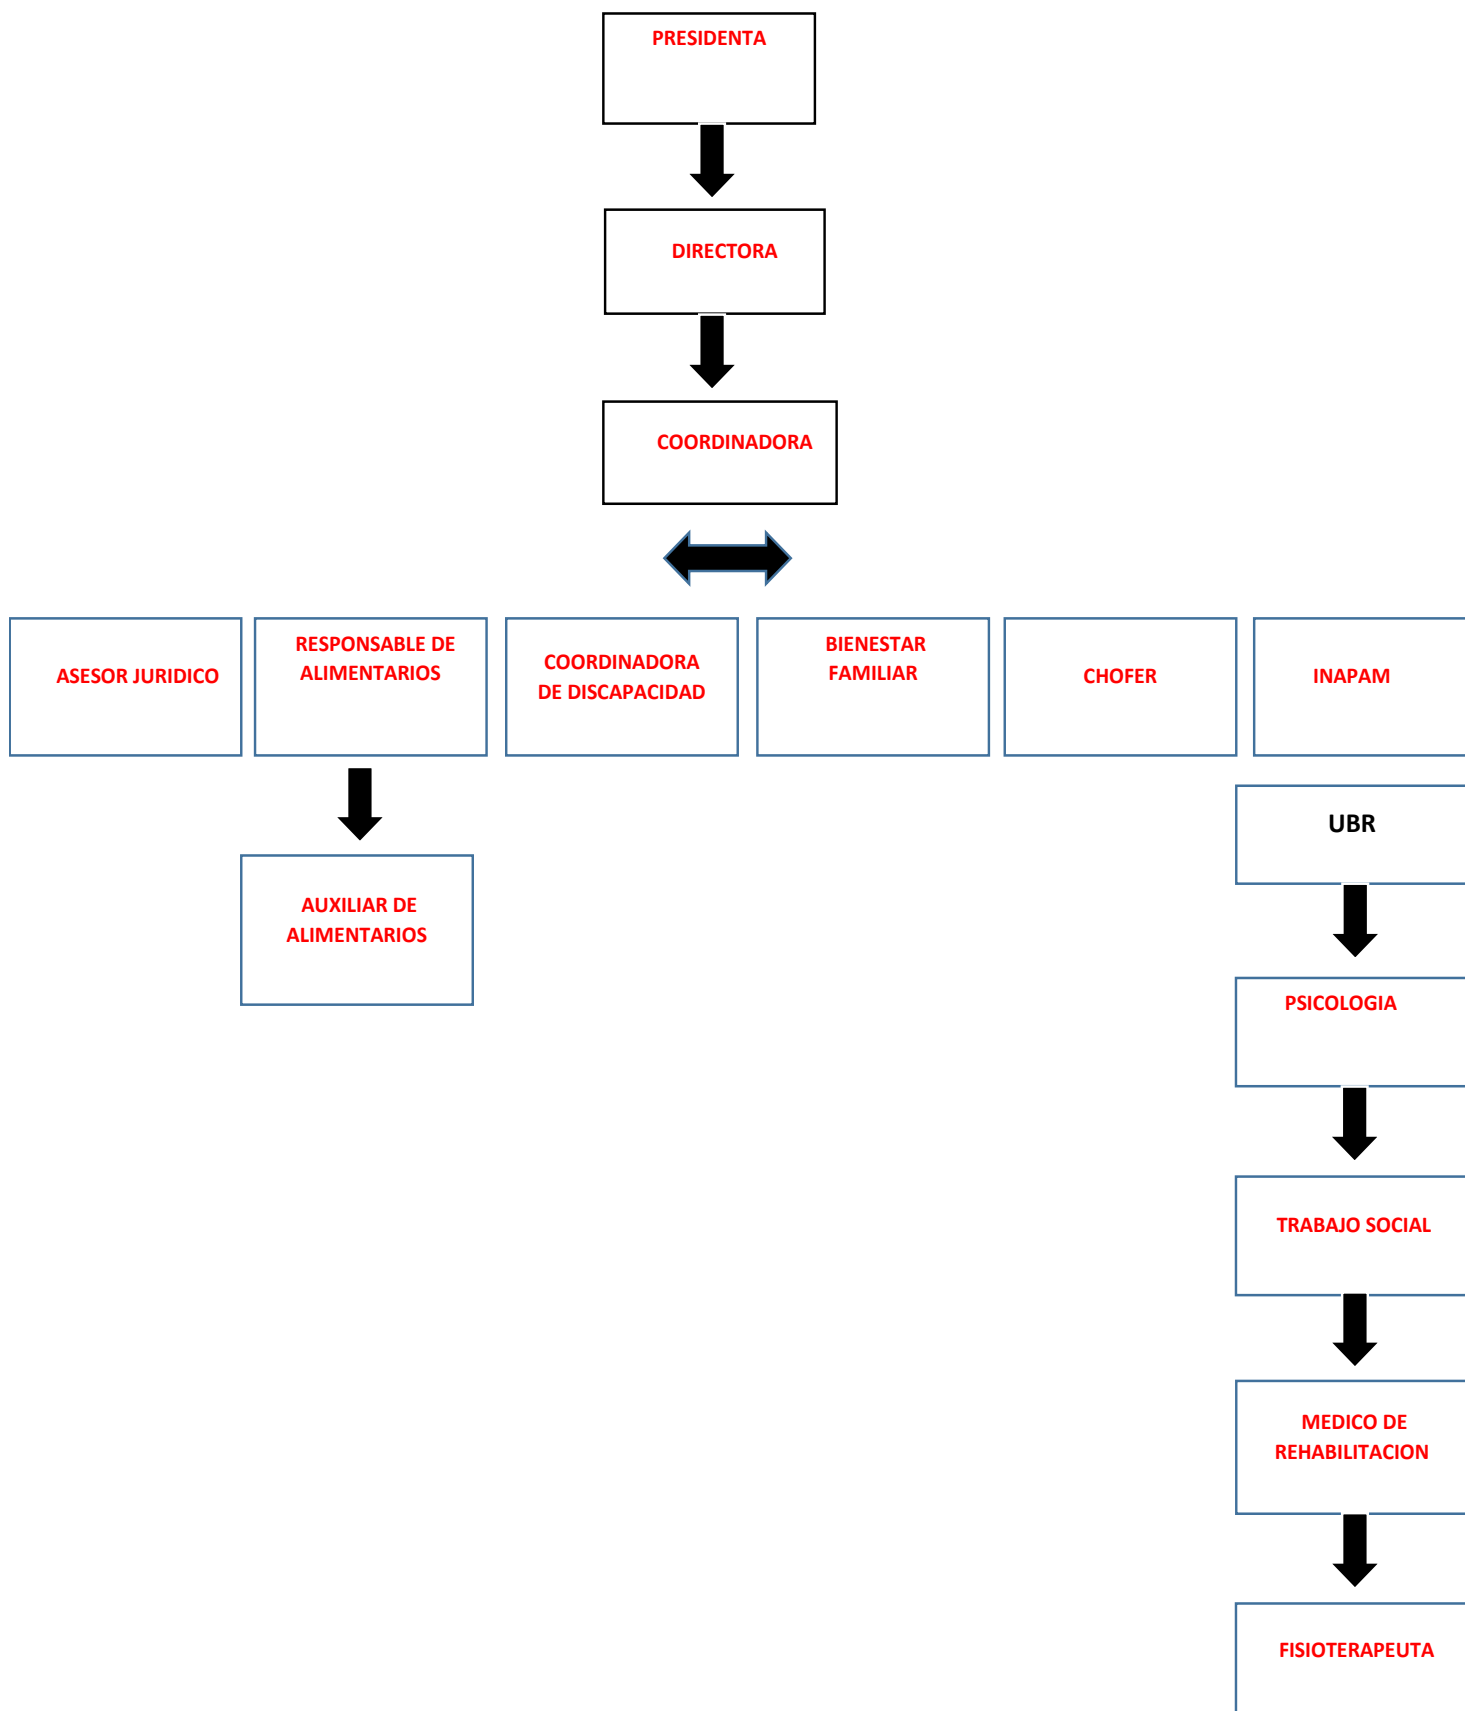 PRESIDENTA
DIRECTORA
COORDINADORA
ASESOR JURIDICO
RESPONSABLE DE
ALIMENTARIOS
COORDINADORA
DE DISCAPACIDAD
BIENESTAR
FAMILIAR
CHOFER
INAPAM
UBR
AUXILIAR DE
ALIMENTARIOS
PSICOLOGIA
TRABAJO SOCIAL
MEDICO DE
REHABILITACION
FISIOTERAPEUTA